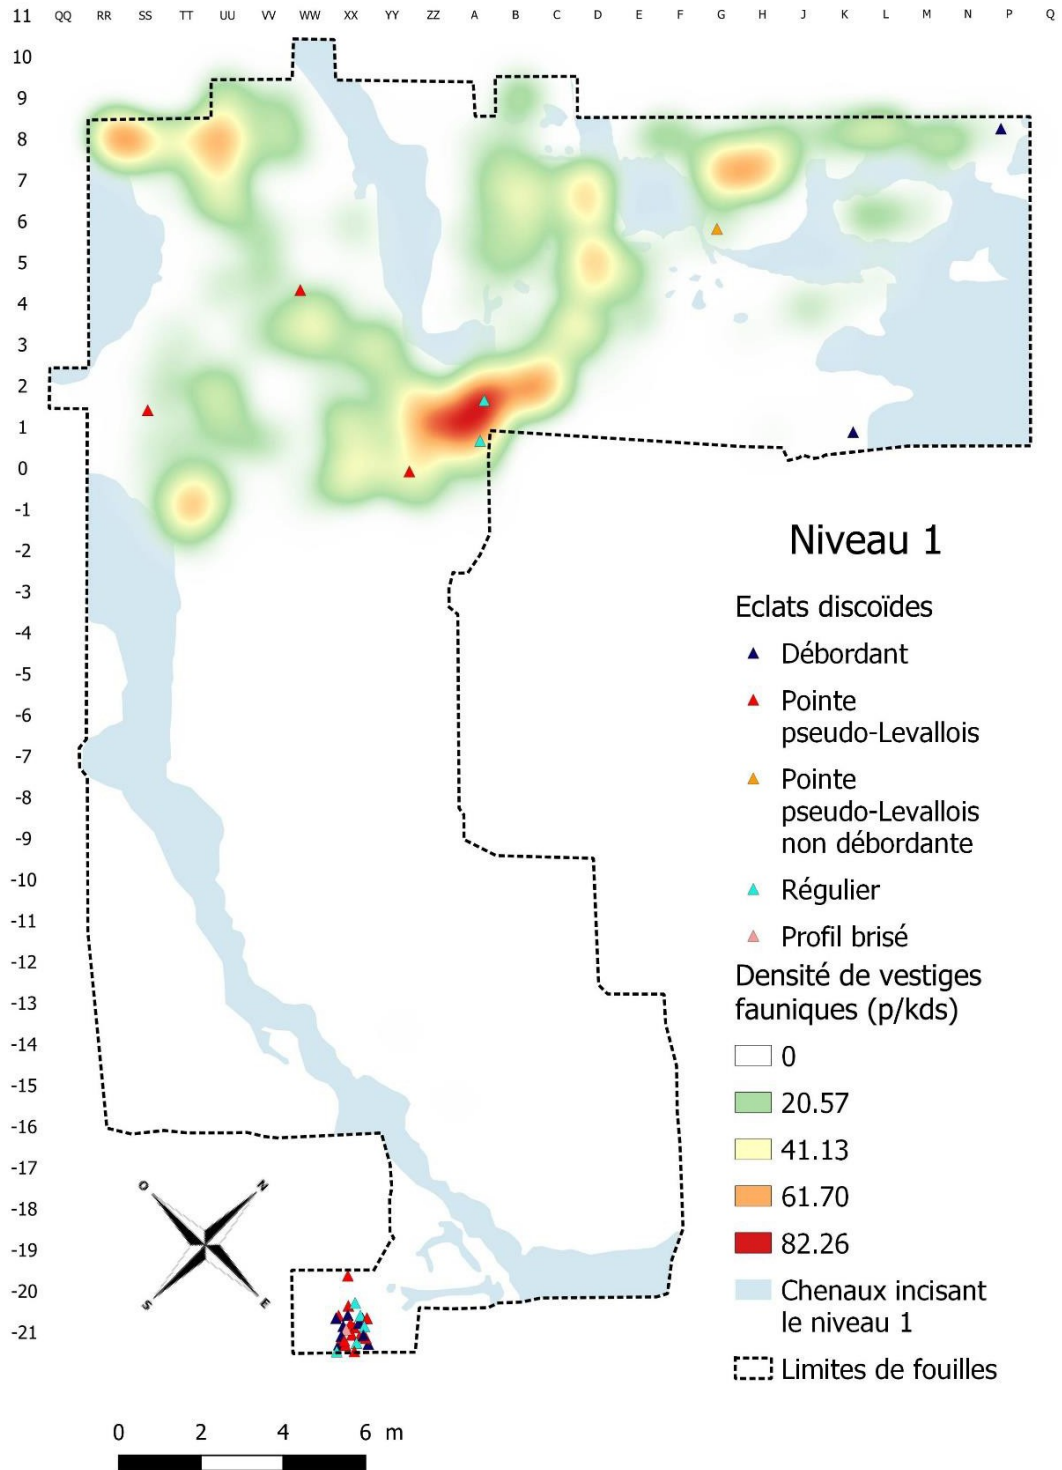 11 QQ RR SS TT UU VV WW XX YY ZZ A B C D E F G H J K L M N P Q
10
9
8
7
6
5
4
3
2
1
0
-1
-2
-3
-4
-5
-6
-7
-8
-9
-10
-11
-12
-13
-14
-15
-16
-17
-18
-19
-20
-21
Niveau 1
Eclats discoïdes
Débordant
Pointe
pseudo-Levallois
Pointe
pseudo-Levallois
non débordante
Régulier
Profil brisé
Densité de vestiges
fauniques (p/kds)
0
20.57
41.13
61.70
82.26
Chenaux incisant
le niveau 1
Limites de fouilles
O N
S E
0 2 4 6 m